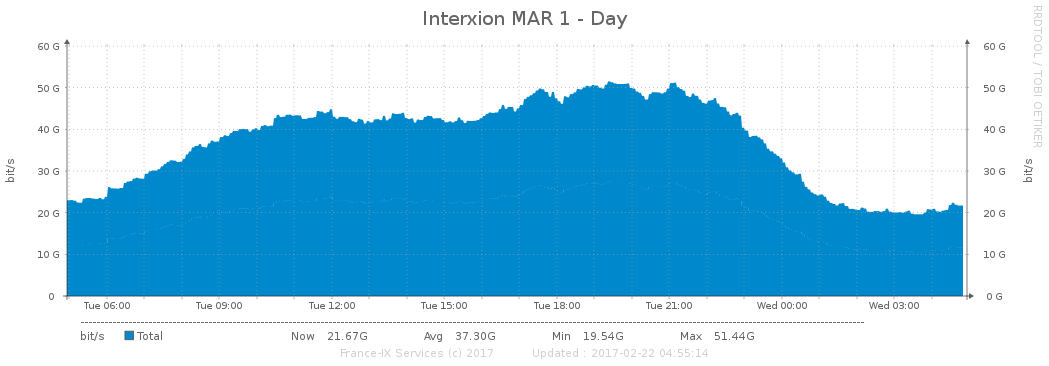 Interxion MAR 1 - Day
RRDTOOL / TOBI OETIKER
bit/s
60 G
50 G
40 G
30 G
20 G
10 G
0
60 G
50 G
40 G
30 G
20 G
10 G
0 G
bit/s
Tue 06:00 Tue 09:00 Tue 12:00 Tue 15:00 Tue 18:00 Tue 21:00 Wed 00:00 Wed 03:00
bit/s Total Now 21.67G Avg 37.30G Min 19.54G Max 51.44G
France-IX Services (c) 2017 Updated : 2017-02-22 04:55:14